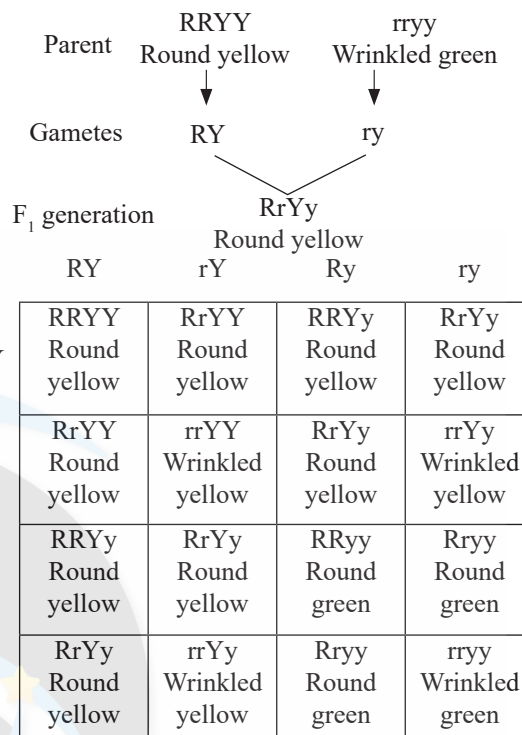 Parent
RRYY
Round yellow
rryy
Wrinkled green
Gametes
RY
ry
F₁ generation
RrYy
Round yellow
RY rY Ry ry
RRYY RrYY RRYy RrYy
Round Round Round Round
yellow yellow yellow yellow
RrYY rrYY RrYy rrYy
Round Wrinkled Round Wrinkled
yellow yellow yellow yellow
RRYy RrYy RRyy Rryy
Round Round Round Round
yellow yellow green green
RrYy rrYy Rryy rryy
Round Wrinkled Round Wrinkled
yellow yellow green green